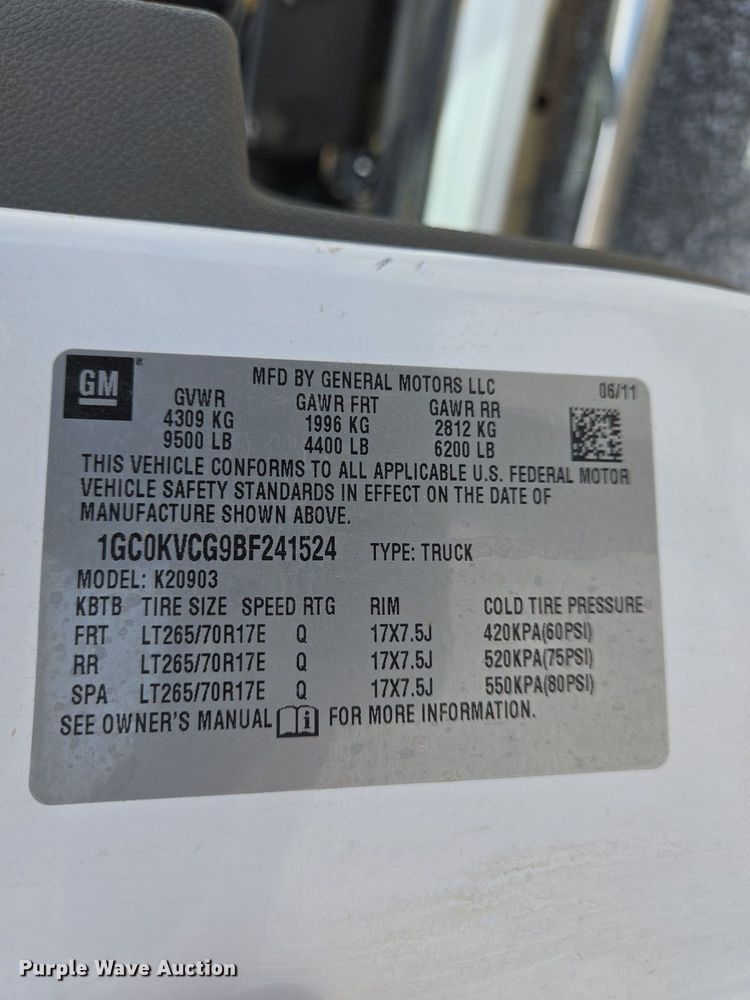 GM ®
MFD BY GENERAL MOTORS LLC 06/11
GVWR GAWR FRT GAWR RR
4309 KG 1996 KG 2812 KG
9500 LB 4400 LB 6200 LB
THIS VEHICLE CONFORMS TO ALL APPLICABLE U.S. FEDERAL MOTOR
VEHICLE SAFETY STANDARDS IN EFFECT ON THE DATE OF
MANUFACTURE SHOWN ABOVE.
1GC0KVCG9BF241524 TYPE: TRUCK
MODEL: K20903
KBTB TIRE SIZE SPEED RTG RIM COLD TIRE PRESSURE
FRT LT265/70R17E Q 17X7.5J 420KPA(60PSI)
RR LT265/70R17E Q 17X7.5J 520KPA(75PSI)
SPA LT265/70R17E Q 17X7.5J 550KPA(80PSI)
SEE OWNER'S MANUAL i FOR MORE INFORMATION.
Purple Wave Auction